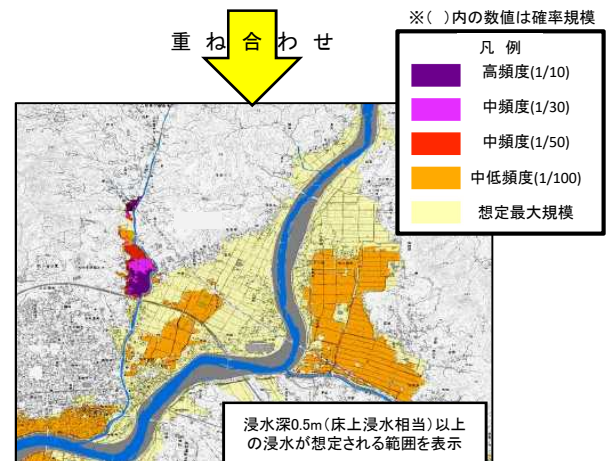 ※( )内の数値は確率規模
重 ね 合 わ せ
凡 例
高頻度(1/10)
中頻度(1/30)
中頻度(1/50)
中低頻度(1/100)
想定最大規模
浸水深0.5m(床上浸水相当)以上
の浸水が想定される範囲を表示